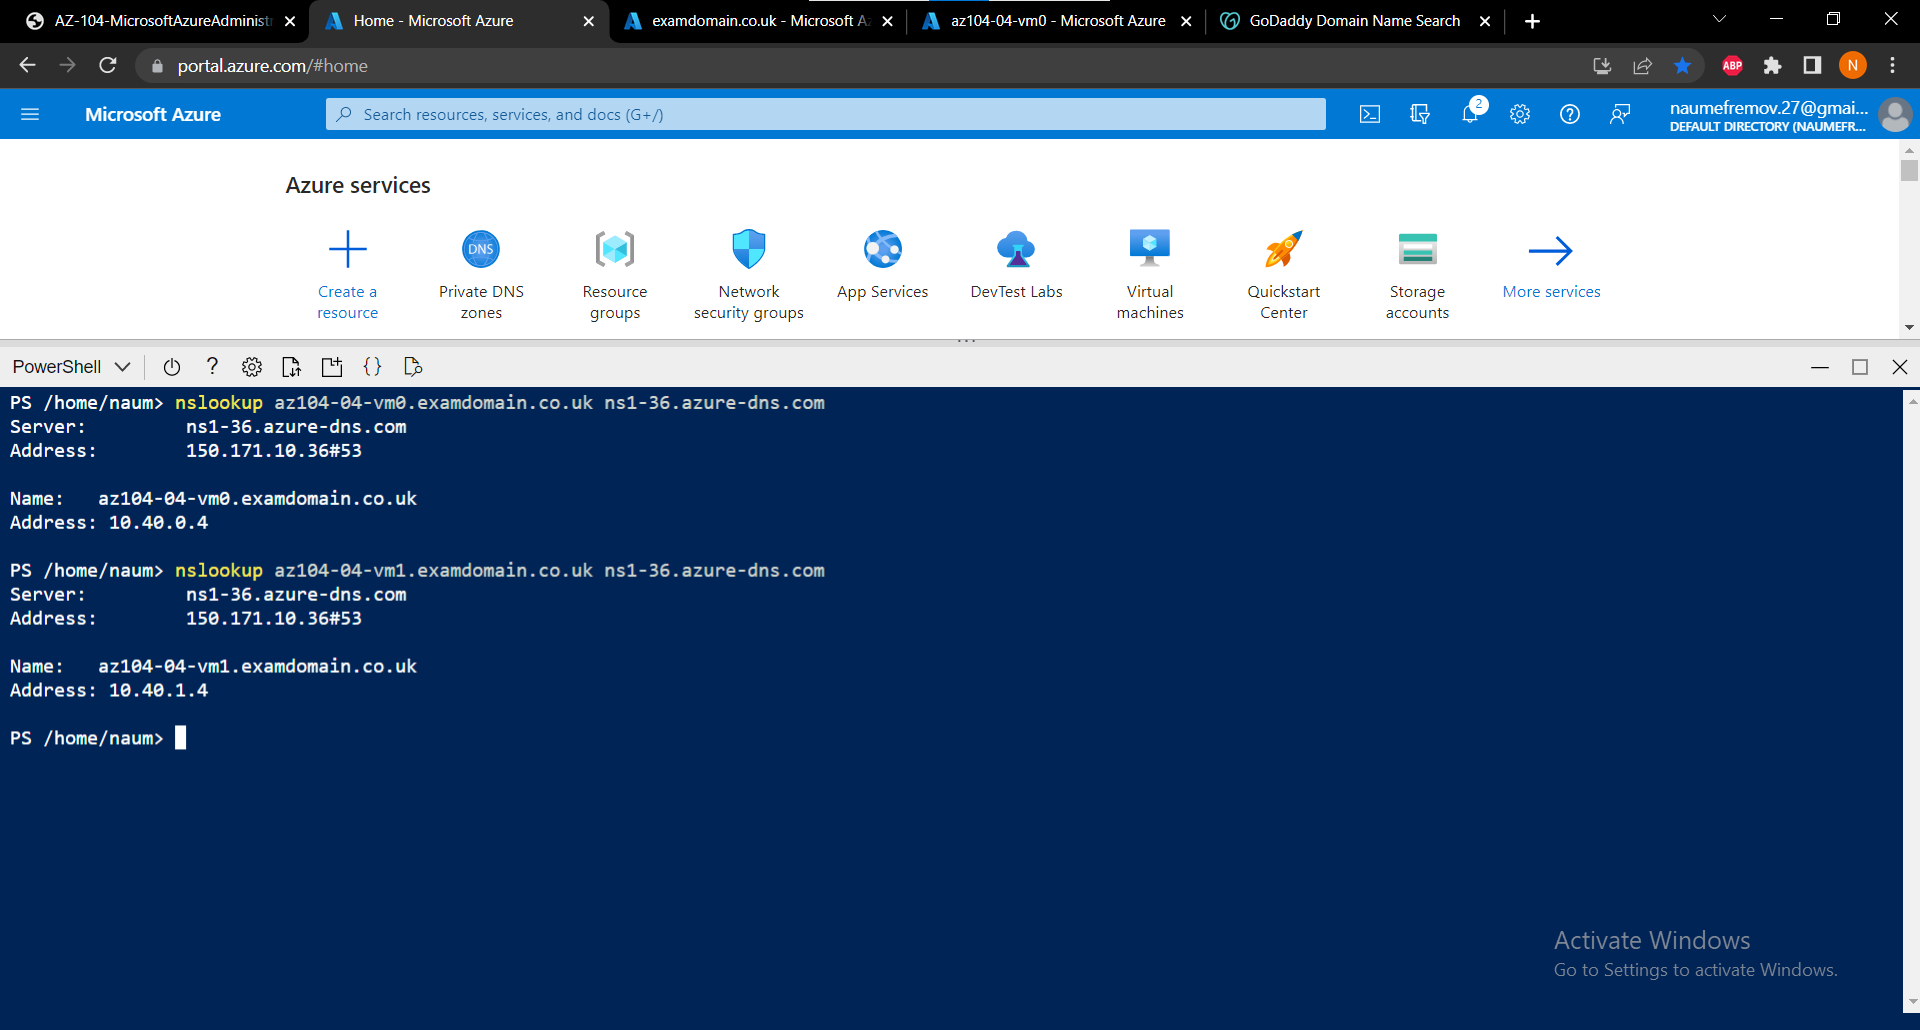 AZ-104-MicrosoftAzureAdministr
Home - Microsoft Azure
examdomain.co.uk - Microsoft Az
az104-04-vm0 - Microsoft Azure
GoDaddy Domain Name Search
portal.azure.com/#home
ABP
N
Microsoft Azure
Search resources, services, and docs (G+/)
2
naumefremov.27@gmai...
DEFAULT DIRECTORY (NAUMEFR...
Azure services
DNS
Create a
resource
Private DNS
zones
Resource
groups
Network
security groups
App Services
DevTest Labs
Virtual
machines
Quickstart
Center
Storage
accounts
More services
PowerShell
PS /home/naum> nslookup az104-04-vm0.examdomain.co.uk ns1-36.azure-dns.com
Server: ns1-36.azure-dns.com
Address: 150.171.10.36#53
Name: az104-04-vm0.examdomain.co.uk
Address: 10.40.0.4
PS /home/naum> nslookup az104-04-vm1.examdomain.co.uk ns1-36.azure-dns.com
Server: ns1-36.azure-dns.com
Address: 150.171.10.36#53
Name: az104-04-vm1.examdomain.co.uk
Address: 10.40.1.4
PS /home/naum>
Activate Windows
Go to Settings to activate Windows.